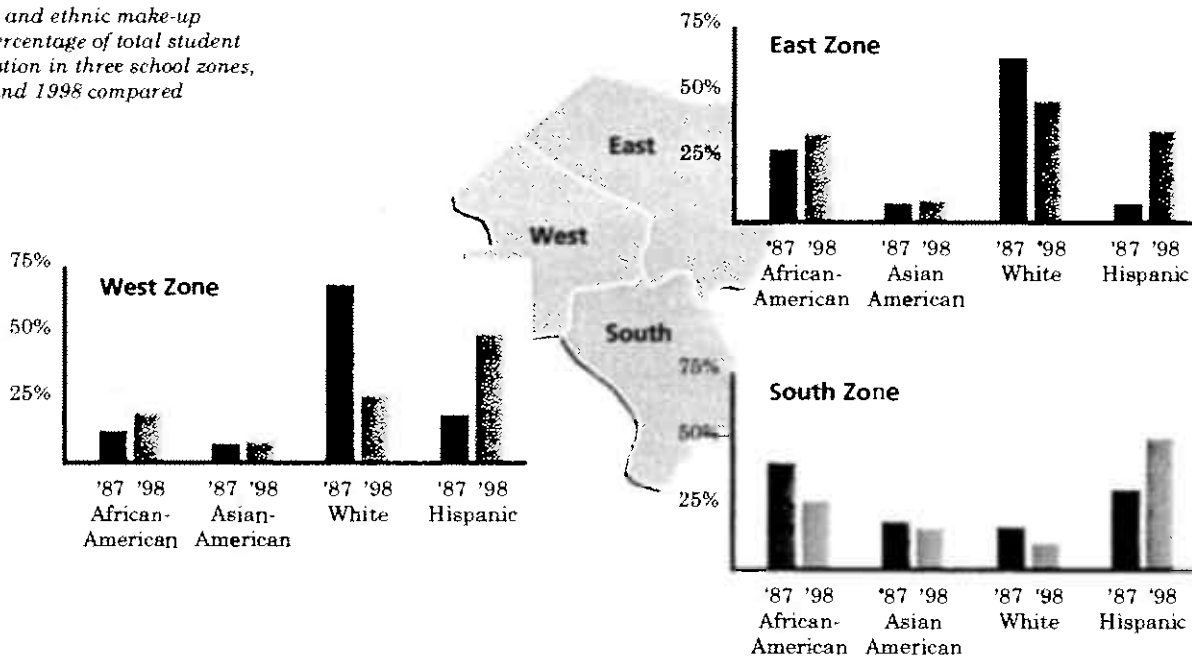 and ethnic make-up
percentage of total student
in three school zones,
1998 compared
75%
50%
25%
East Zone
'87 '98
African-
American
'87 '98
Asian
American
'87 '98
White
'87 '98
Hispanic
East
West
South
75%
50%
25%
West Zone
'87 '98
African-
American
'87 '98
Asian-
American
'87 '98
White
'87 '98
Hispanic
75%
50%
25%
South Zone
'87 '98
African-
American
'87 '98
Asian
American
'87 '98
White
'87 '98
Hispanic